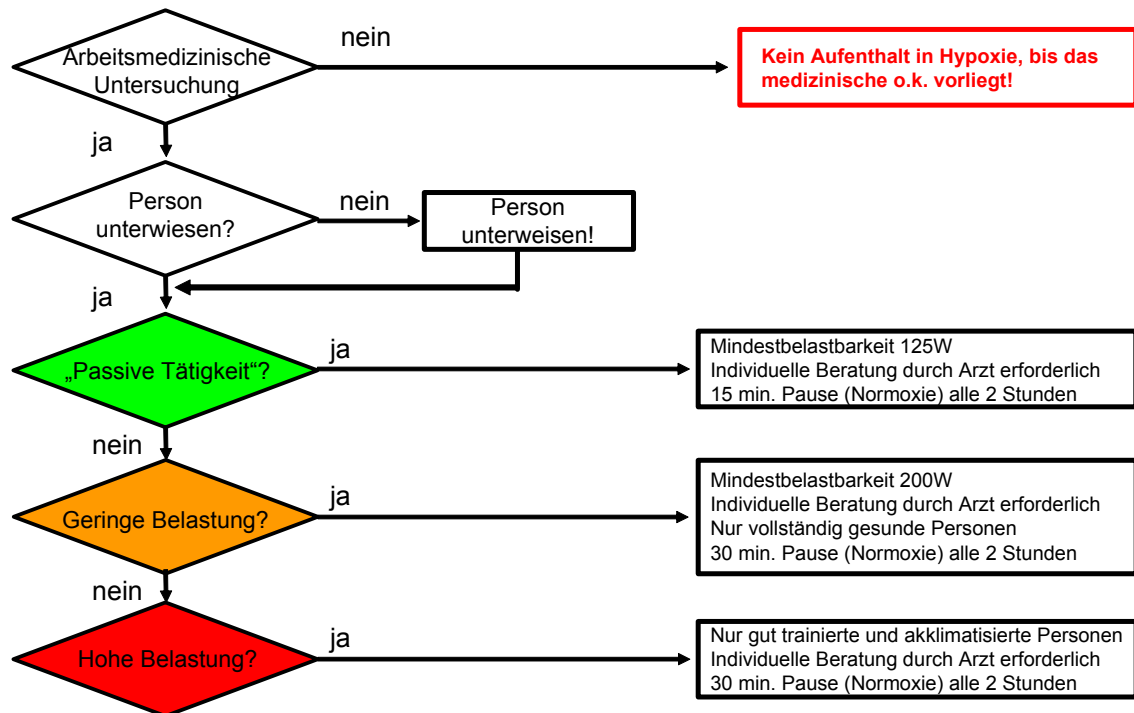 Arbeitsmedizinische
Untersuchung
nein
Kein Aufenthalt in Hypoxie, bis das
medizinische o.k. vorliegt!
ja
Person
unterwiesen?
nein
Person
unterweisen!
ja
„Passive Tätigkeit“?
ja
Mindestbelastbarkeit 125W
Individuelle Beratung durch Arzt erforderlich
15 min. Pause (Normoxie) alle 2 Stunden
nein
Geringe Belastung?
ja
Mindestbelastbarkeit 200W
Individuelle Beratung durch Arzt erforderlich
Nur vollständig gesunde Personen
30 min. Pause (Normoxie) alle 2 Stunden
nein
Hohe Belastung?
ja
Nur gut trainierte und akklimatisierte Personen
Individuelle Beratung durch Arzt erforderlich
30 min. Pause (Normoxie) alle 2 Stunden